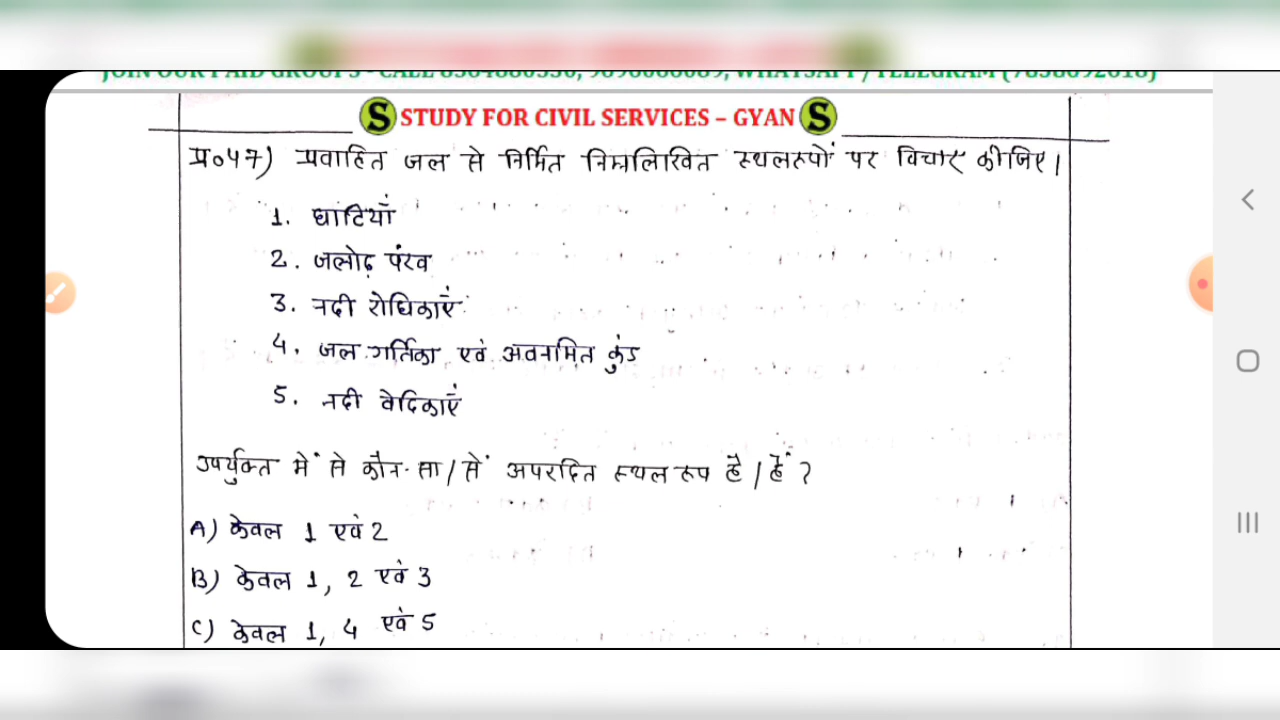 STUDY FOR CIVIL SERVICES – GYAN
प्र०47) प्रवाहित जल से निर्मित निम्नलिखित स्थलरूपों पर विचार कीजिए।
1. घाटियाँ
2. जलोढ़ पंख
3. नदी रोधिकाएँ
4. जल गर्तिका एवं अवनमित कुंड
5. नदी वेदिकाएँ
उपर्युक्त में से कौन-सा/से अपरदित स्थल रूप है/हैं?
A) केवल 1 एवं 2
B) केवल 1, 2 एवं 3
C) केवल 1, 4 एवं 5